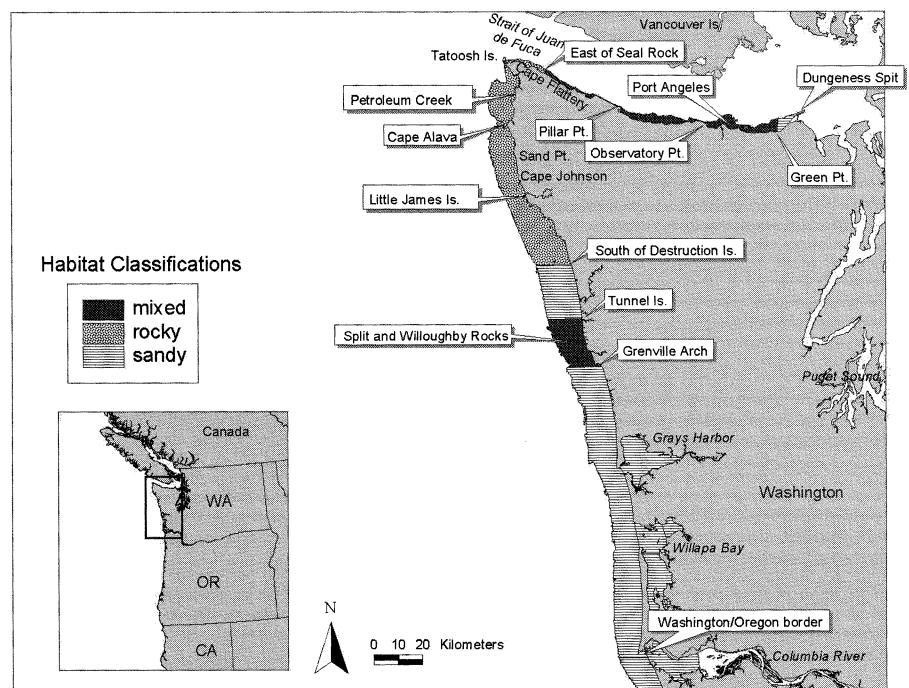 Vancouver Is.
Strait of Juan
de Fuca
East of Seal Rock
Tatoosh Is.
Cape Flattery
Port Angeles
Dungeness Spit
Petroleum Creek
Pillar Pt.
Cape Alava
Observatory Pt.
Sand Pt.
Green Pt.
Cape Johnson
Little James Is.
South of Destruction Is.
Habitat Classifications
mixed
rocky
sandy
Tunnel Is.
Split and Willoughby Rocks
Grenville Arch
Puget Sound
Canada
Grays Harbor
WA
Washington
Willapa Bay
OR
N
Washington/Oregon border
0 10 20 Kilometers
CA
Columbia River